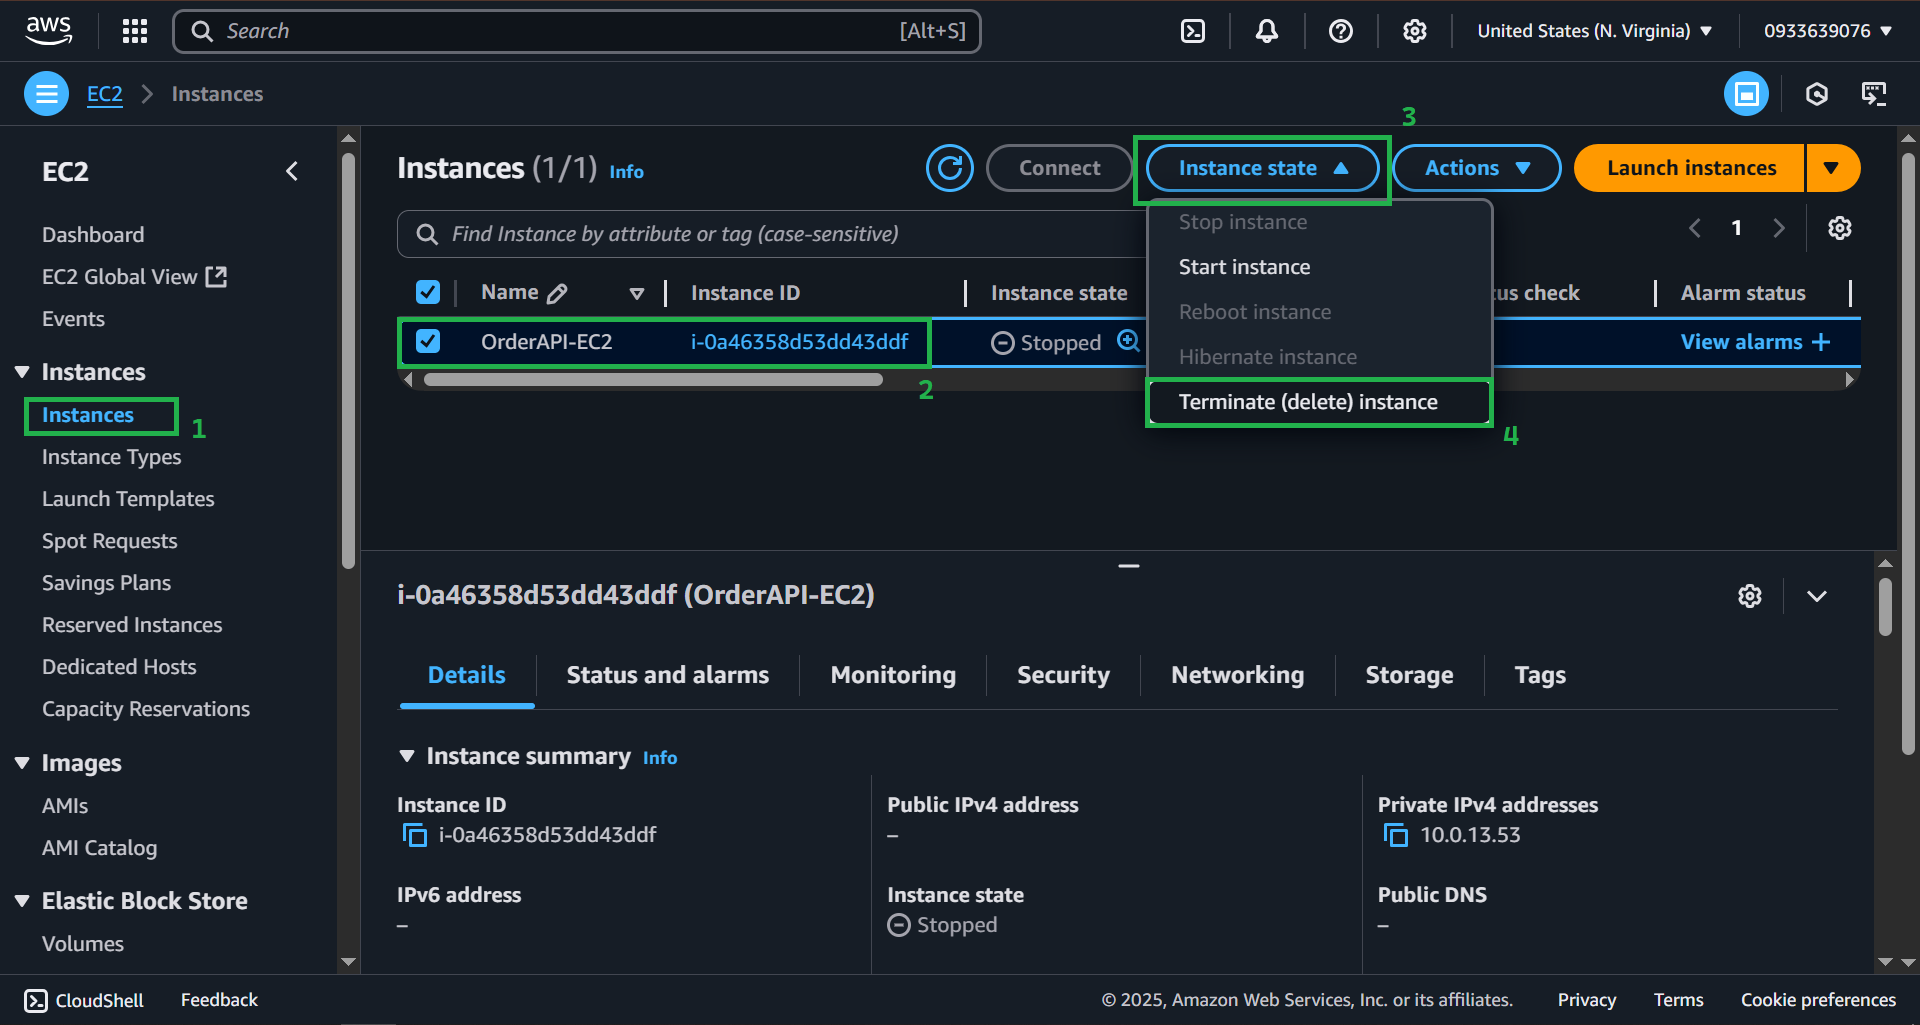 aws
Search [Alt+S]
United States (N. Virginia)
0933639076
EC2 Instances
3
EC2
Dashboard
EC2 Global View
Events
Instances
Instances
1
Instance Types
Launch Templates
Spot Requests
Savings Plans
Reserved Instances
Dedicated Hosts
Capacity Reservations
Images
AMIs
AMI Catalog
Elastic Block Store
Volumes
Instances (1/1) Info
Connect
Instance state
Actions
Launch instances
Find Instance by attribute or tag (case-sensitive)
1
Stop instance
Start instance
Reboot instance
Hibernate instance
Terminate (delete) instance
4
Name Instance ID Instance state us check Alarm status
OrderAPI-EC2 i-0a46358d53dd43ddf Stopped View alarms +
2
i-0a46358d53dd43ddf (OrderAPI-EC2)
Details Status and alarms Monitoring Security Networking Storage Tags
Instance summary Info
Instance ID
i-0a46358d53dd43ddf
Public IPv4 address
–
Private IPv4 addresses
10.0.13.53
IPv6 address
–
Instance state
Stopped
Public DNS
–
CloudShell Feedback
© 2025, Amazon Web Services, Inc. or its affiliates. Privacy Terms Cookie preferences